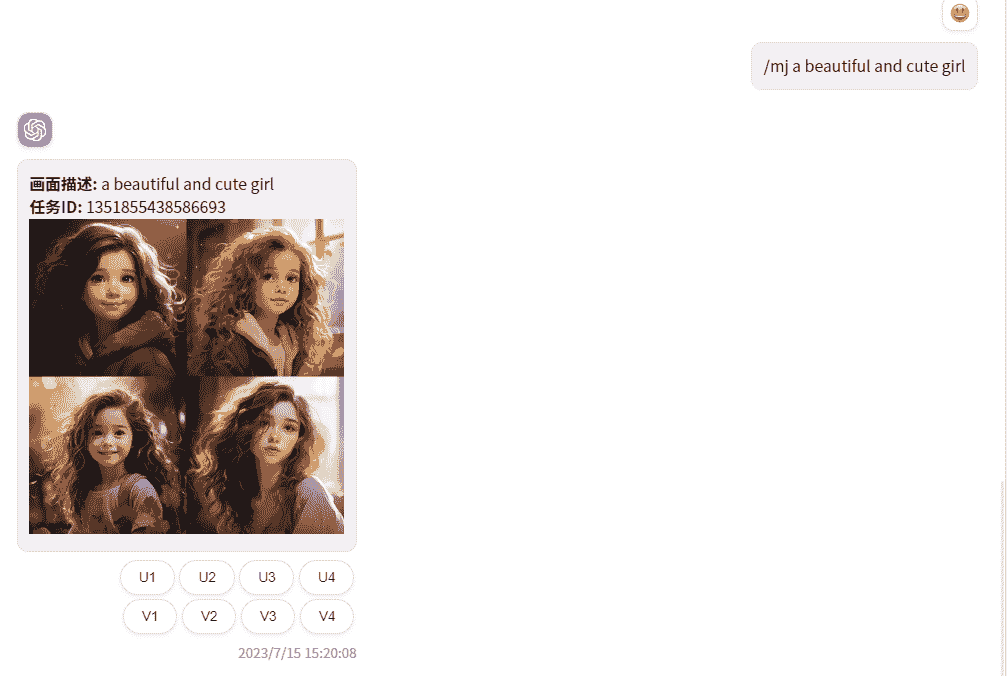 /mj a beautiful and cute girl
画面描述: a beautiful and cute girl
任务ID: 1351855438586693
U1 U2 U3 U4
V1 V2 V3 V4
2023/7/15 15:20:08